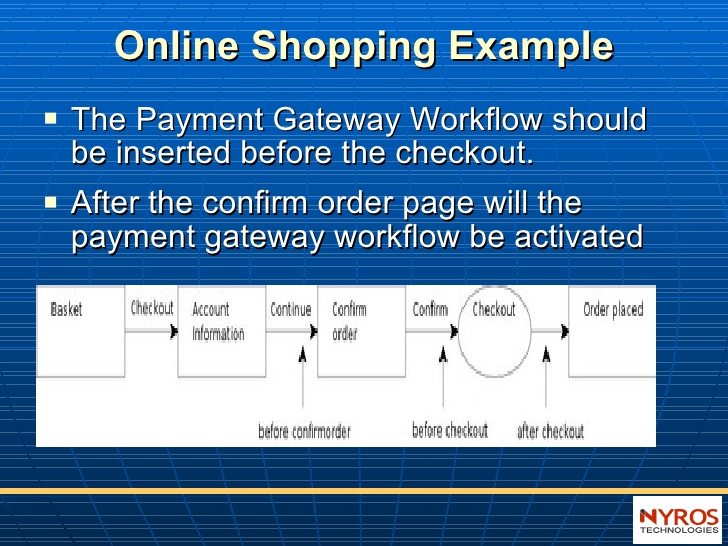 Online Shopping Example
The Payment Gateway Workflow should
be inserted before the checkout.
After the confirm order page will the
payment gateway workflow be activated
Basket
Checkout
Account
Information
Continue
Confirm
order
Confirm
Checkout
Order placed
before confirmorder
before checkout
after checkout
NYROS
TECHNOLOGIES